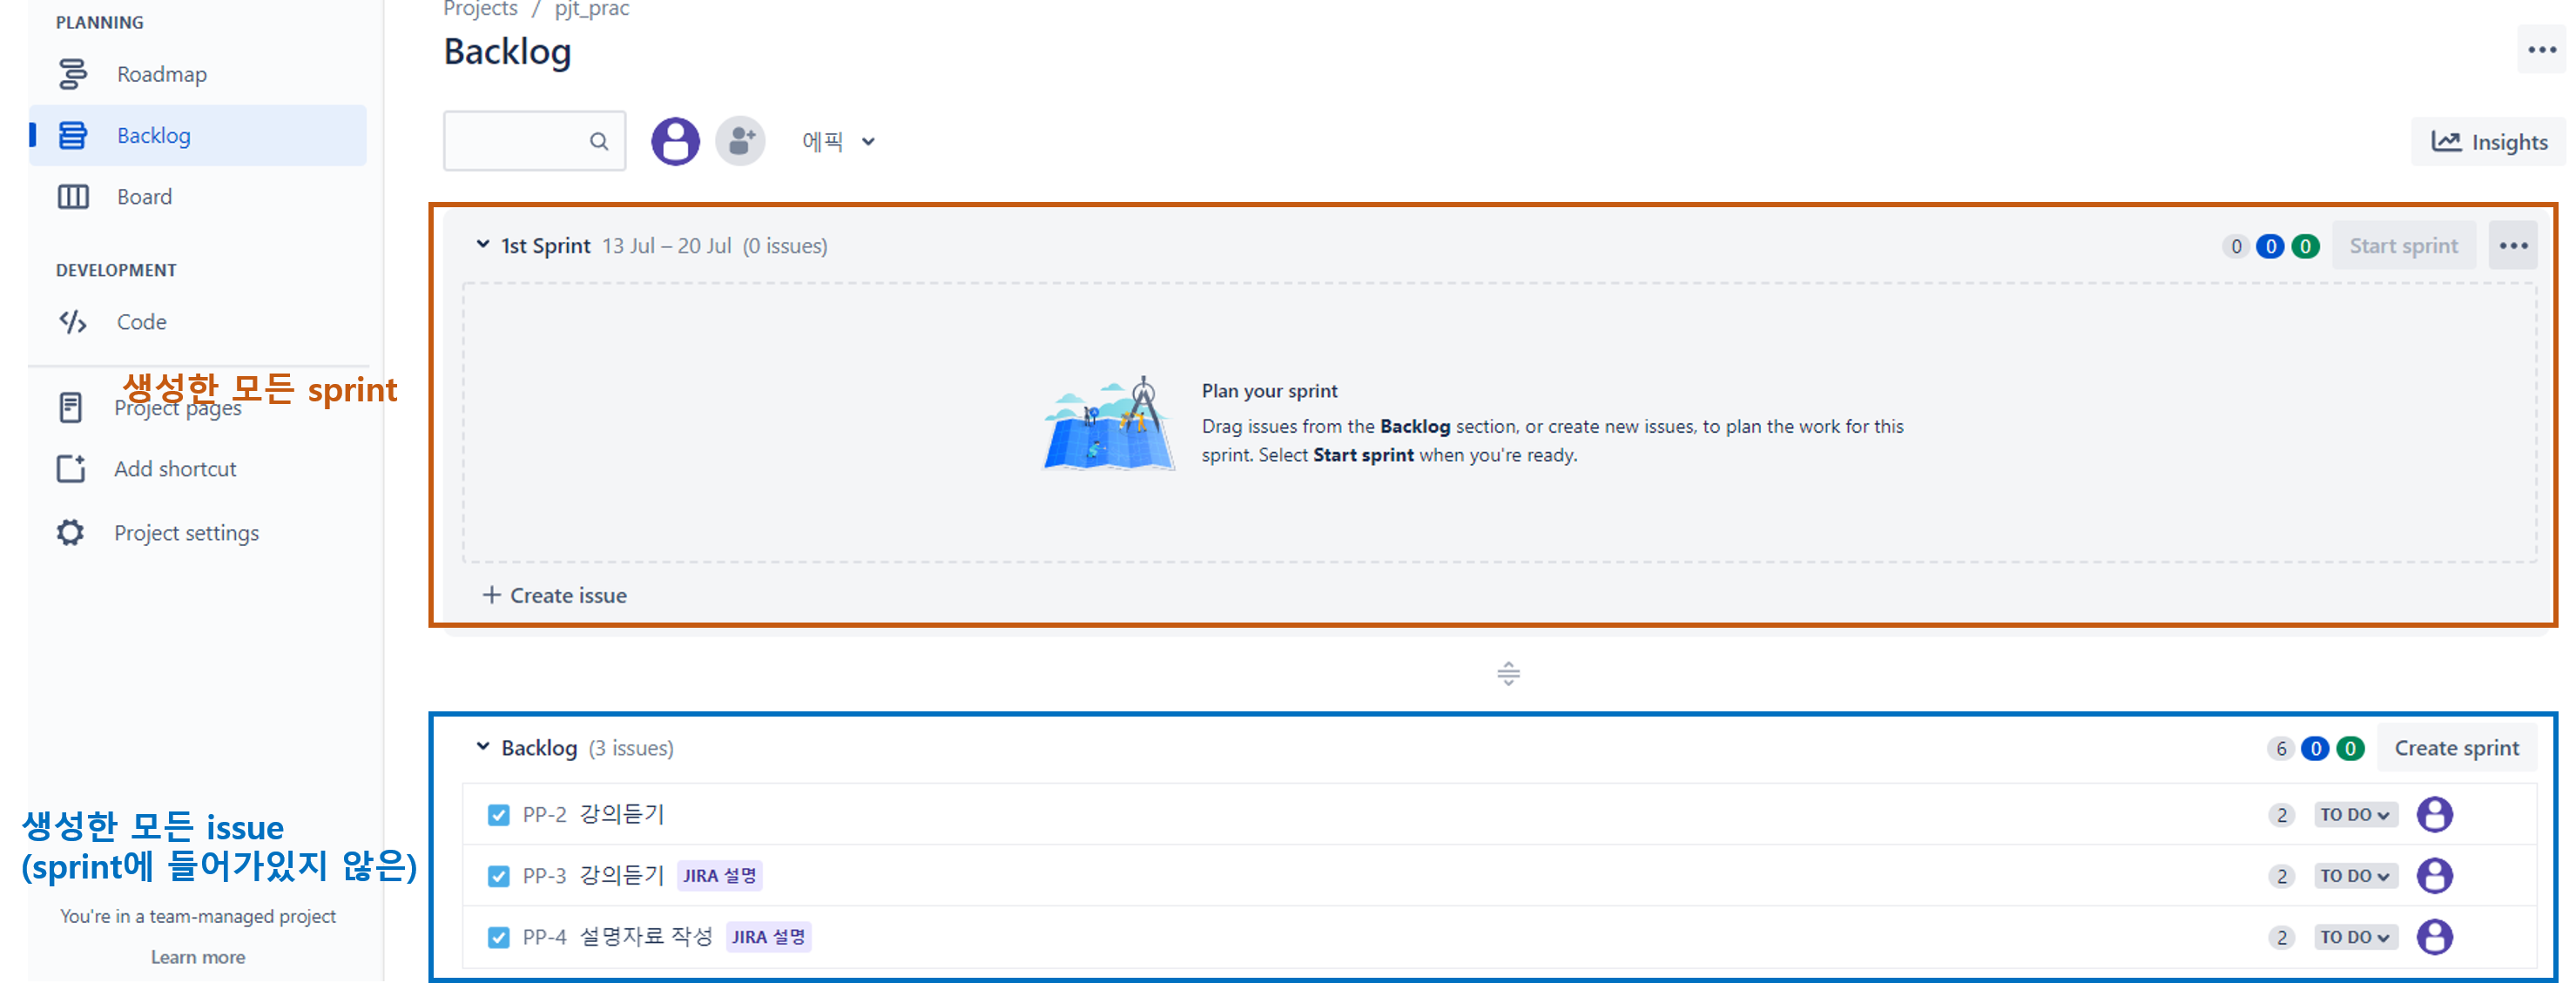 PLANNING
Roadmap
Backlog
Board
DEVELOPMENT
Code
생성한 모든 sprint
Project pages
Add shortcut
Project settings
생성한 모든 issue
(sprint에 들어가있지 않은)
You're in a team-managed project
Learn more
Projects / pjt_prac
Backlog
에픽
Insights
1st Sprint 13 Jul – 20 Jul (0 issues) 0 0 0 Start sprint
Plan your sprint
Drag issues from the Backlog section, or create new issues, to plan the work for this
sprint. Select Start sprint when you're ready.
+ Create issue
Backlog (3 issues) 6 0 0 Create sprint
PP-2 강의듣기 2 TO DO
PP-3 강의듣기 JIRA 설명 2 TO DO
PP-4 설명자료 작성 JIRA 설명 2 TO DO